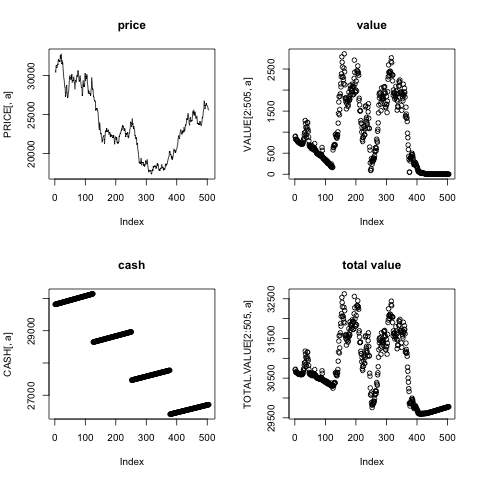 price
value
PRICE[, a]
30000
25000
20000
0 100 200 300 400 500
Index
VALUE[2:505, a]
2500
1500
500
0
0 100 200 300 400 500
Index
cash
total value
CASH[, a]
29000
27000
0 100 200 300 400 500
Index
TOTAL.VALUE[2:505, a]
32500
31500
30500
29500
0 100 200 300 400 500
Index